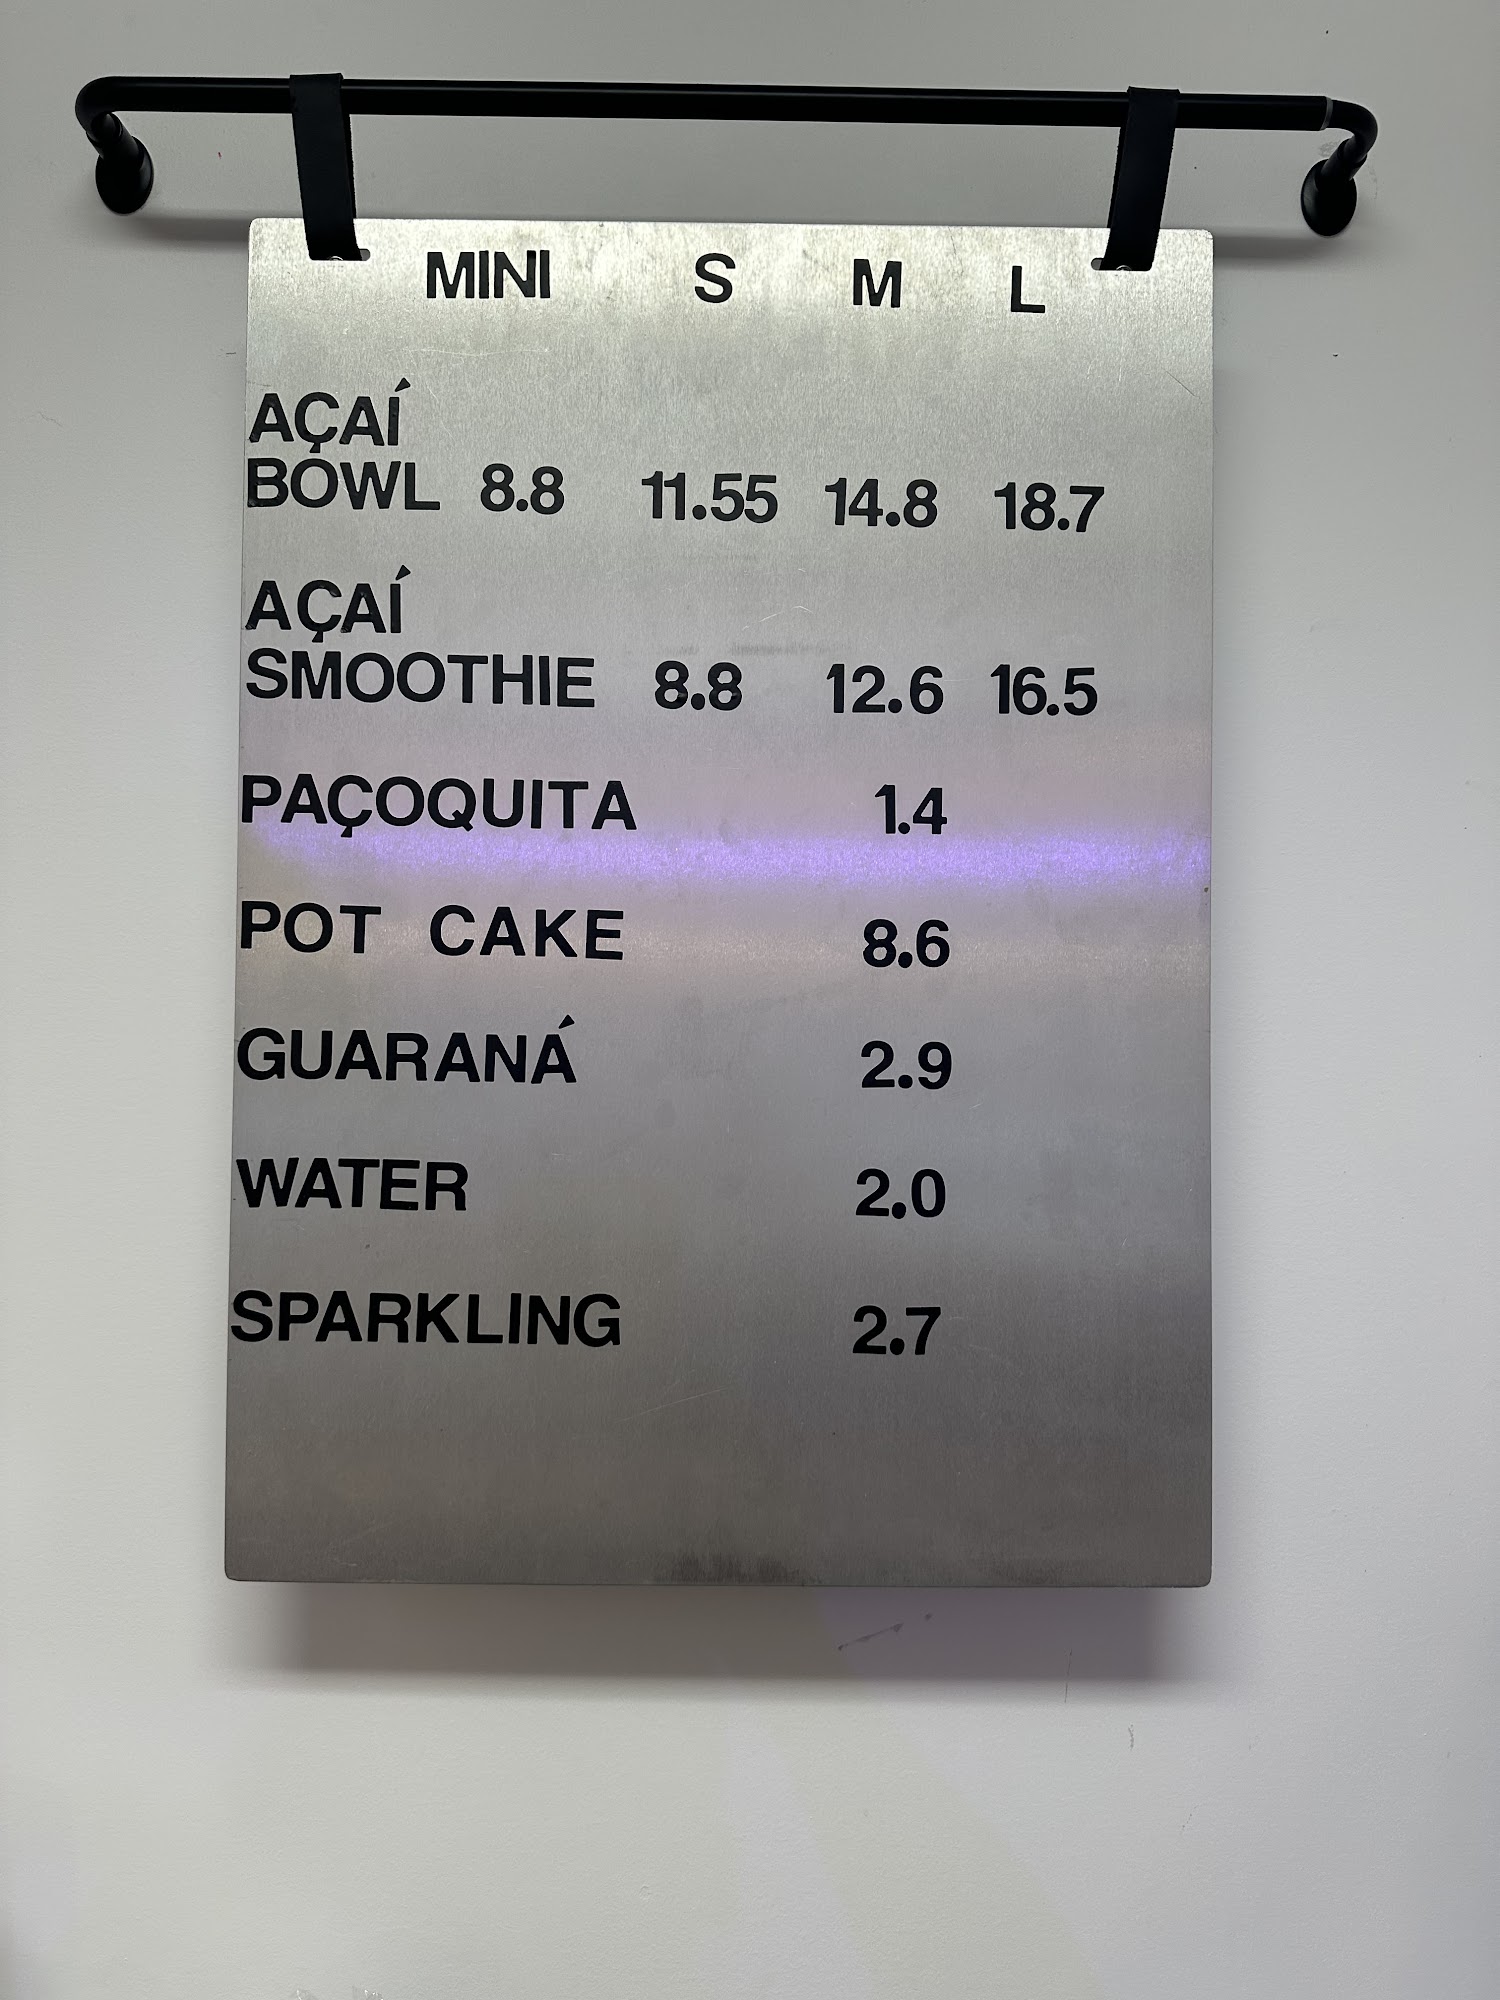 MINI S M L
AÇAÍ
BOWL 8.8 11.55 14.8 18.7
AÇAÍ
SMOOTHIE 8.8 12.6 16.5
PAÇOQUITA 1.4
POT CAKE 8.6
GUARANÁ 2.9
WATER 2.0
SPARKLING 2.7